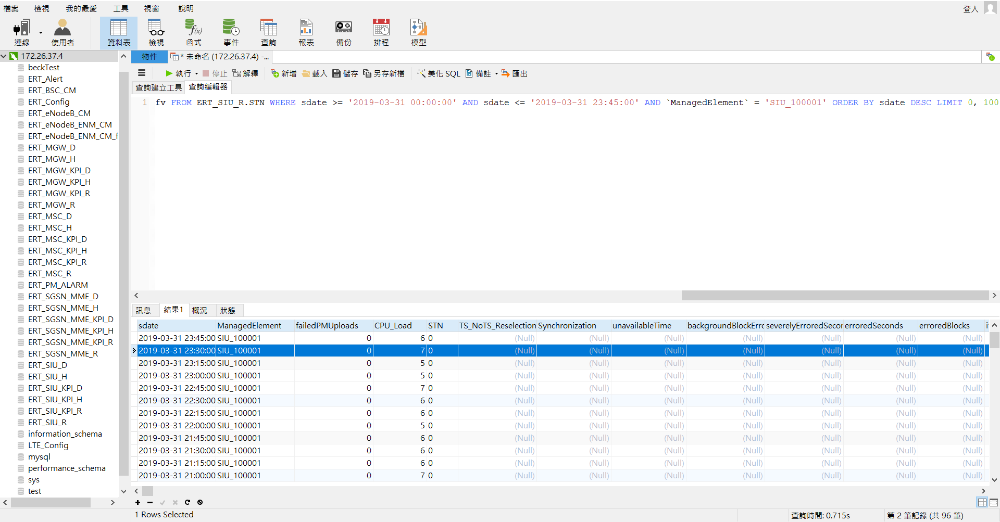 檔案 檢視 我的最愛 工具 視窗 說明 登入
連線 使用者 資料表 檢視 函式 事件 查詢 報表 備份 排程 模型
172.26.37.4
beckTest
ERT_Alert
ERT_BSC_CM
ERT_Config
ERT_eNodeB_CM
ERT_eNodeB_ENM_CM
ERT_eNodeB_ENM_CM_f
ERT_MGW_D
ERT_MGW_H
ERT_MGW_KPI_D
ERT_MGW_KPI_H
ERT_MGW_KPI_R
ERT_MGW_R
ERT_MSC_D
ERT_MSC_H
ERT_MSC_KPI_D
ERT_MSC_KPI_H
ERT_MSC_KPI_R
ERT_MSC_R
ERT_PM_ALARM
ERT_SGSN_MME_D
ERT_SGSN_MME_H
ERT_SGSN_MME_KPI_D
ERT_SGSN_MME_KPI_H
ERT_SGSN_MME_KPI_R
ERT_SGSN_MME_R
ERT_SIU_D
ERT_SIU_H
ERT_SIU_KPI_D
ERT_SIU_KPI_H
ERT_SIU_KPI_R
ERT_SIU_R
information_schema
LTE_Config
mysql
performance_schema
sys
test
物件 * 未命名 (172.26.37.4) -...
執行 停止 解釋 新增 載入 儲存 另存新檔 美化 SQL 備註 匯出
查詢建立工具 查詢編輯器
1 fv FROM ERT_SIU_R.STN WHERE sdate >= '2019-03-31 00:00:00' AND sdate <= '2019-03-31 23:45:00' AND `ManagedElement` = 'SIU_100001' ORDER BY sdate DESC LIMIT 0, 100
訊息 結果1 概況 狀態
sdate ManagedElement failedPMUploads CPU_Load STN TS_NoTS_Reselection Synchronization unavailableTime backgroundBlockErro severelyErroredSecor erroredSeconds erroredBlocks i
2019-03-31 23:45:00 SIU_100001 0 6 0 (Null) (Null) (Null) (Null) (Null) (Null) (Null)
2019-03-31 23:30:00 SIU_100001 0 7 0 (Null) (Null) (Null) (Null) (Null) (Null) (Null)
2019-03-31 23:15:00 SIU_100001 0 5 0 (Null) (Null) (Null) (Null) (Null) (Null) (Null)
2019-03-31 23:00:00 SIU_100001 0 5 0 (Null) (Null) (Null) (Null) (Null) (Null) (Null)
2019-03-31 22:45:00 SIU_100001 0 7 0 (Null) (Null) (Null) (Null) (Null) (Null) (Null)
2019-03-31 22:30:00 SIU_100001 0 6 0 (Null) (Null) (Null) (Null) (Null) (Null) (Null)
2019-03-31 22:15:00 SIU_100001 0 6 0 (Null) (Null) (Null) (Null) (Null) (Null) (Null)
2019-03-31 22:00:00 SIU_100001 0 5 0 (Null) (Null) (Null) (Null) (Null) (Null) (Null)
2019-03-31 21:45:00 SIU_100001 0 6 0 (Null) (Null) (Null) (Null) (Null) (Null) (Null)
2019-03-31 21:30:00 SIU_100001 0 6 0 (Null) (Null) (Null) (Null) (Null) (Null) (Null)
2019-03-31 21:15:00 SIU_100001 0 6 0 (Null) (Null) (Null) (Null) (Null) (Null) (Null)
2019-03-31 21:00:00 SIU_100001 0 7 0 (Null) (Null) (Null) (Null) (Null) (Null) (Null)
1 Rows Selected 查詢時間: 0.715s 第 2 筆記錄 (共 96 筆)